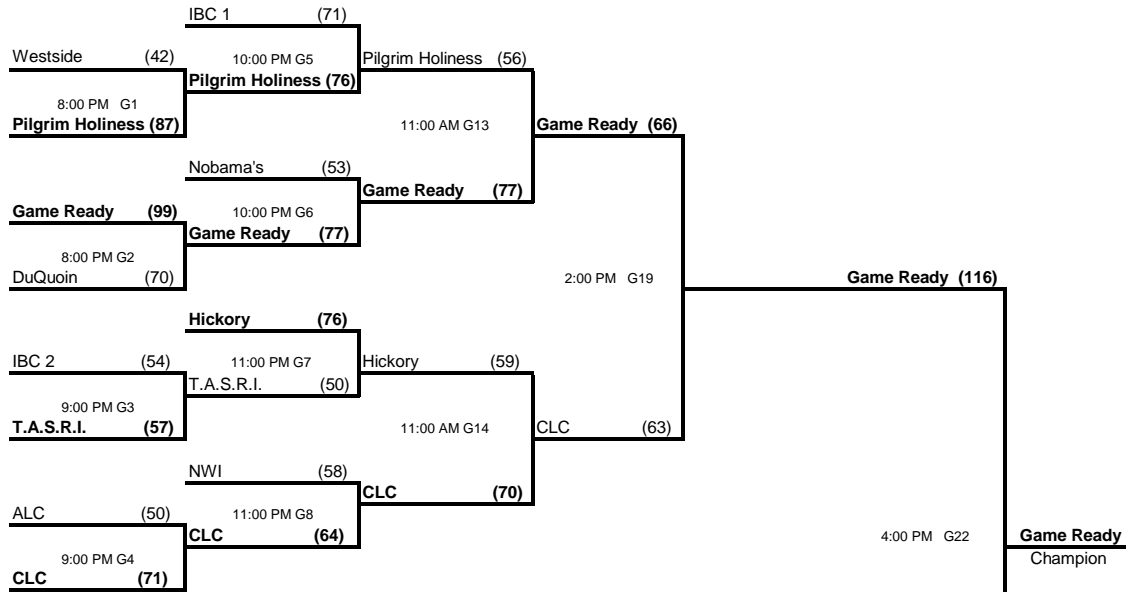 IBC 1 (71)
Westside (42)
10:00 PM G5
Pilgrim Holiness (56)
Pilgrim Holiness (76)
8:00 PM G1
Pilgrim Holiness (87)
11:00 AM G13
Game Ready (66)
Nobama's (53)
Game Ready (77)
Game Ready (99)
10:00 PM G6
Game Ready (77)
8:00 PM G2
DuQuoin (70)
2:00 PM G19
Game Ready (116)
Hickory (76)
IBC 2 (54)
11:00 PM G7
Hickory (59)
T.A.S.R.I. (50)
9:00 PM G3
T.A.S.R.I. (57)
11:00 AM G14
CLC (63)
NWI (58)
CLC (70)
ALC (50)
11:00 PM G8
CLC (64)
4:00 PM G22
Game Ready
9:00 PM G4
Champion
CLC (71)